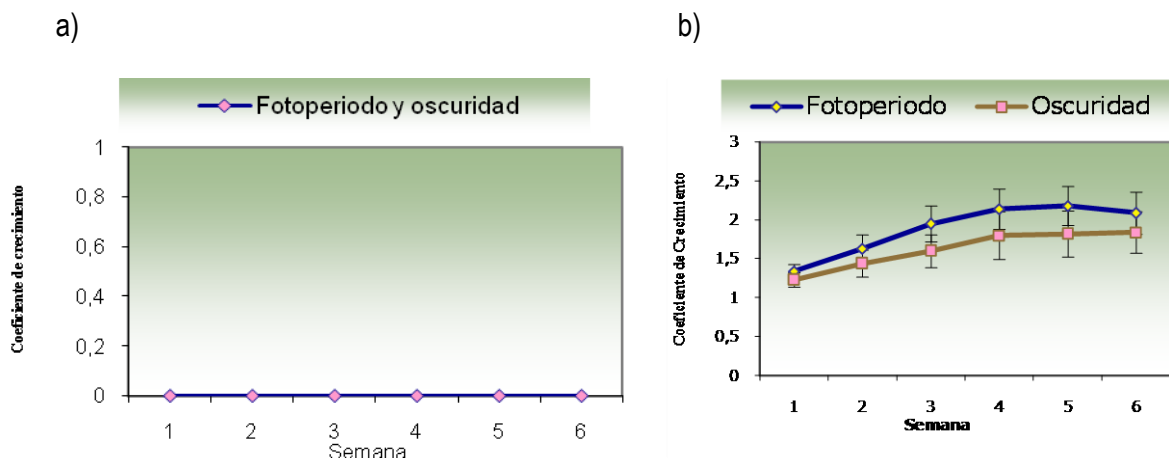 a)
Fotoperiodo y oscuridad
Coeficiente de crecimiento
1
0,8
0,6
0,4
0,2
0
1 2 3 4 5 6
Semana
b)
Fotoperiodo Oscuridad
Coeficiente de Crecimiento
3
2,5
2
1,5
1
0,5
0
1 2 3 4 5 6
Semana